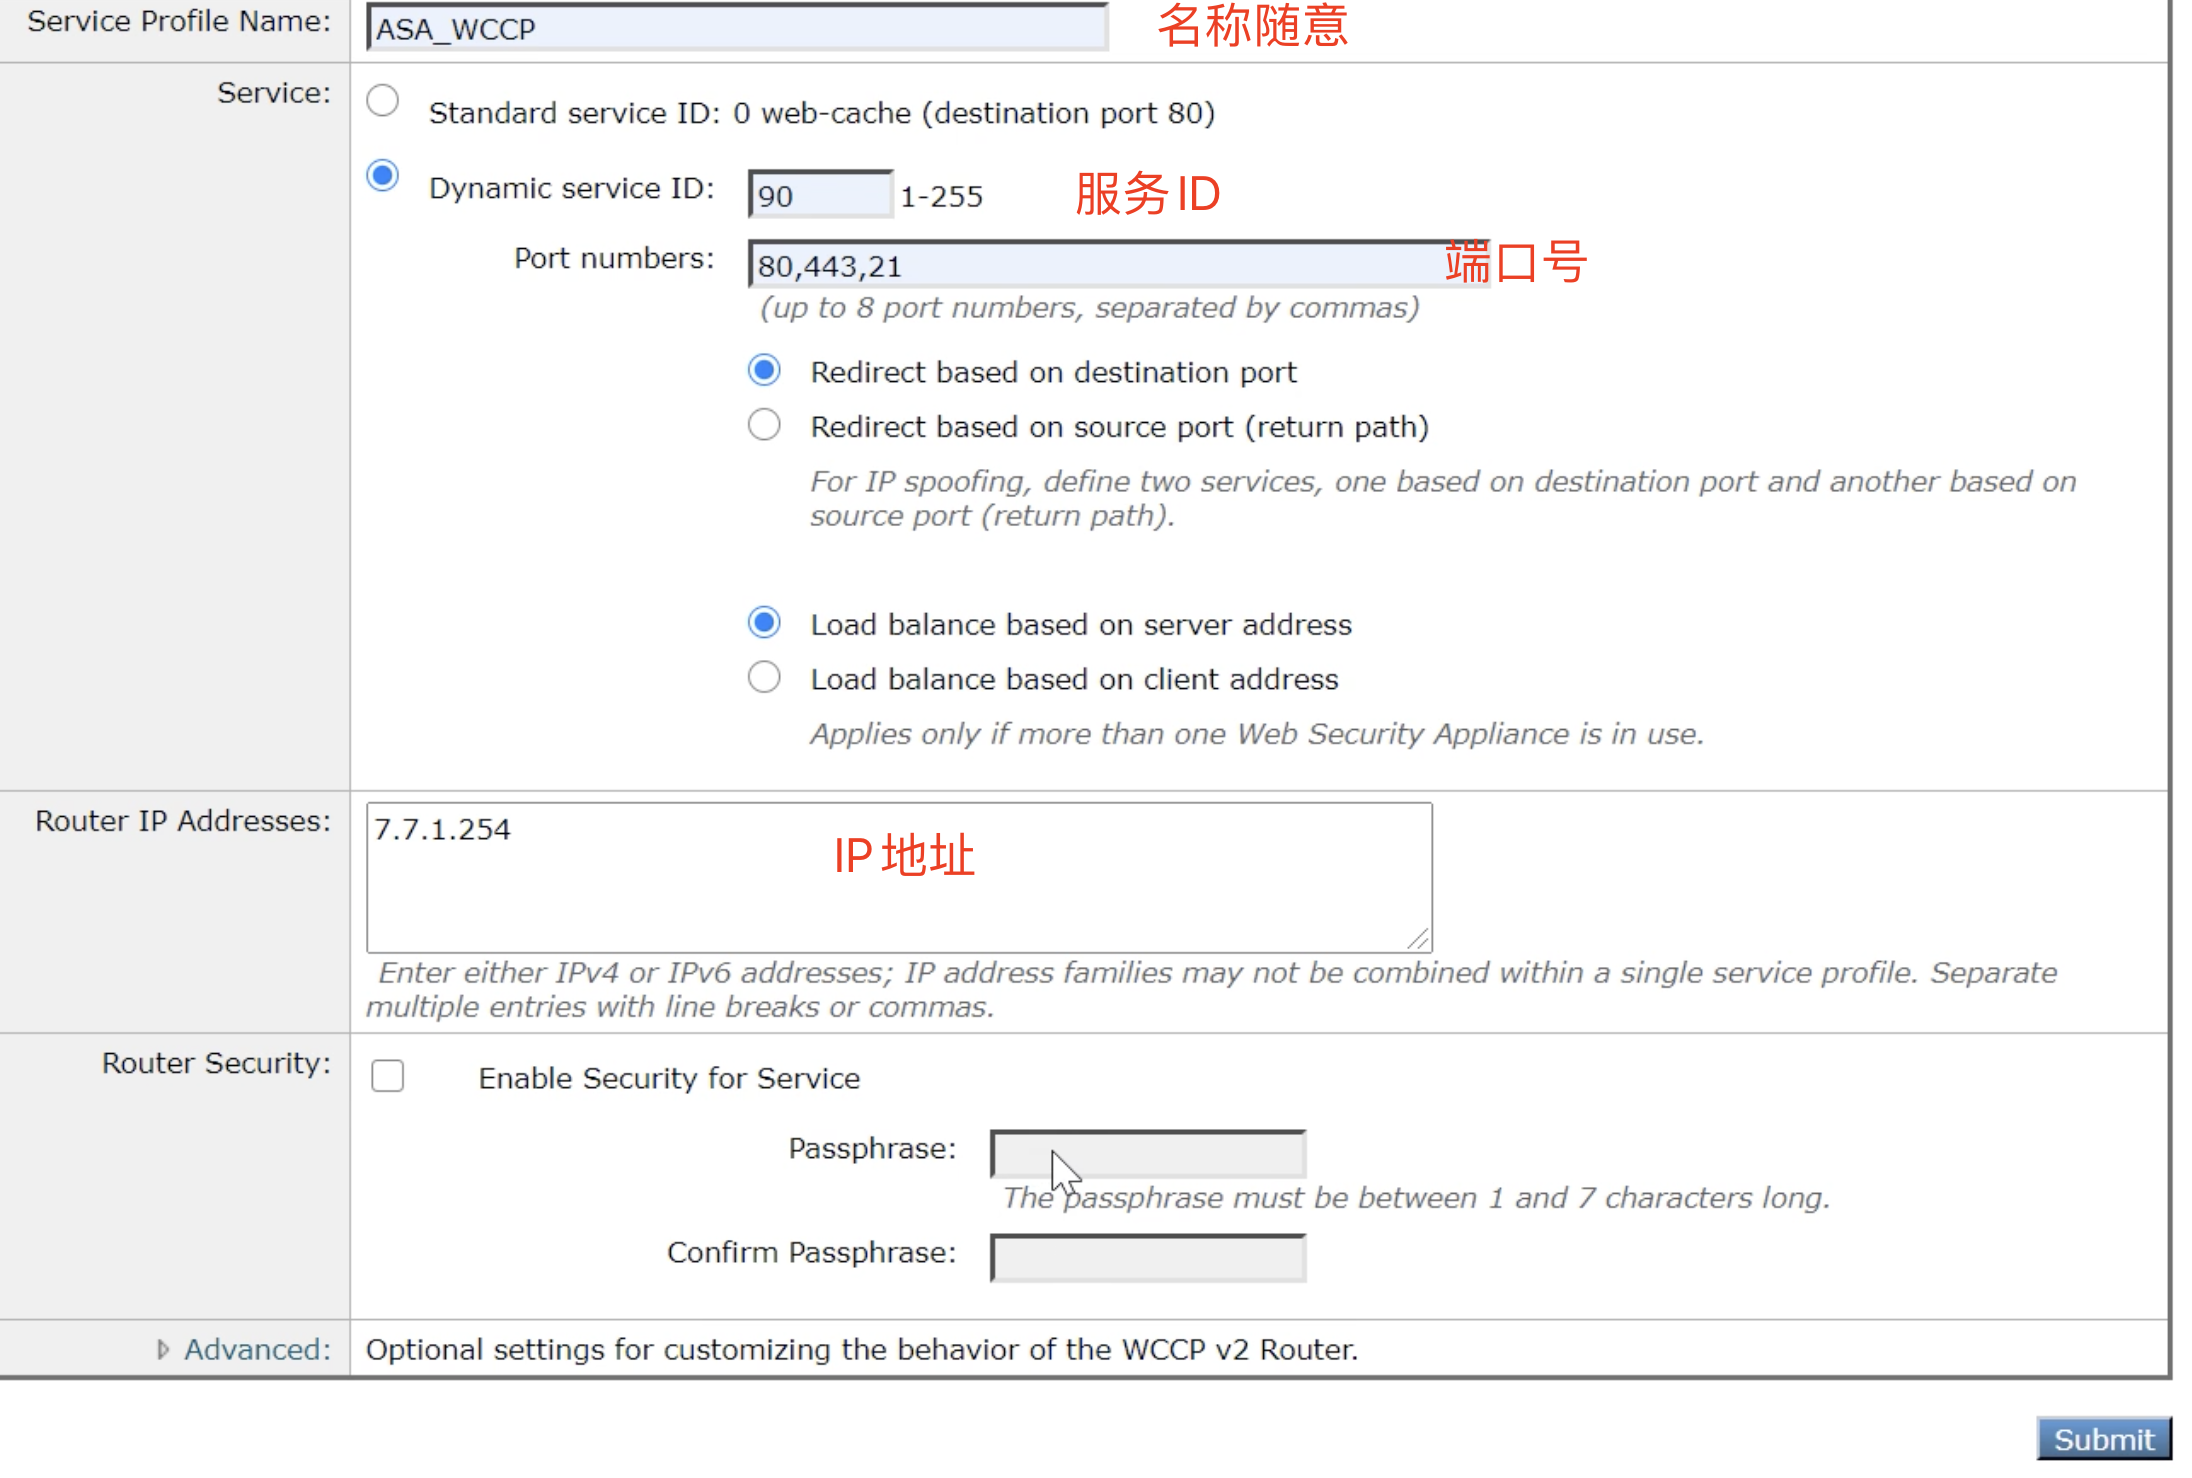 Service Profile Name: ASA_WCCP 名称随意
Service:
Standard service ID: 0 web-cache (destination port 80)
Dynamic service ID: 90 1-255 服务ID
Port numbers: 80,443,21 端口号
(up to 8 port numbers, separated by commas)
Redirect based on destination port
Redirect based on source port (return path)
For IP spoofing, define two services, one based on destination port and another based on
source port (return path).
Load balance based on server address
Load balance based on client address
Applies only if more than one Web Security Appliance is in use.
Router IP Addresses: 7.7.1.254
IP地址
Enter either IPv4 or IPv6 addresses; IP address families may not be combined within a single service profile. Separate
multiple entries with line breaks or commas.
Router Security: Enable Security for Service
Passphrase:
The passphrase must be between 1 and 7 characters long.
Confirm Passphrase:
Advanced: Optional settings for customizing the behavior of the WCCP v2 Router.
Submit